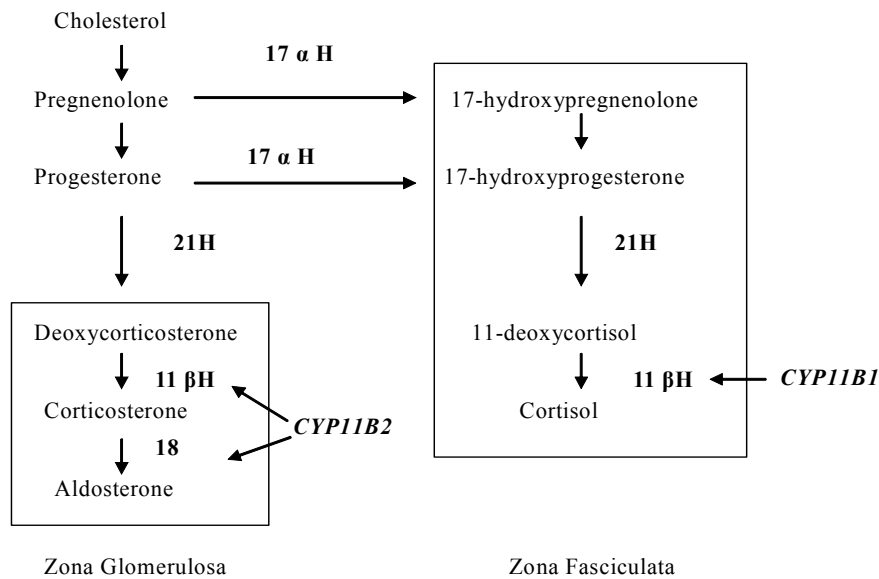 Cholesterol
17 α H
Pregnenolone
17-hydroxypregnenolone
17 α H
Progesterone
17-hydroxyprogesterone
21H
21H
Deoxycorticosterone
11-deoxycortisol
11 βH
11 βH
CYP11B1
Corticosterone
CYP11B2
Cortisol
18
Aldosterone
Zona Glomerulosa
Zona Fasciculata